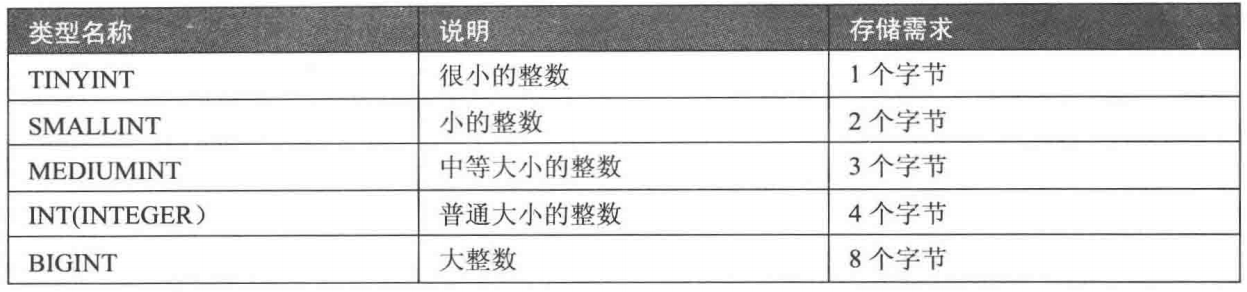 类型名称 说明 存储需求
TINYINT 很小的整数 1 个字节
SMALLINT 小的整数 2 个字节
MEDIUMINT 中等大小的整数 3 个字节
INT(INTEGER） 普通大小的整数 4 个字节
BIGINT 大整数 8 个字节